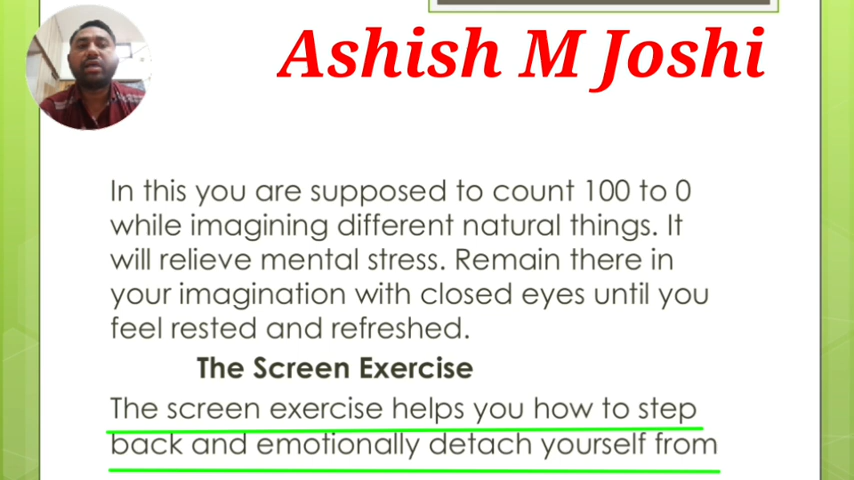 Ashish M Joshi
In this you are supposed to count 100 to 0
while imagining different natural things. It
will relieve mental stress. Remain there in
your imagination with closed eyes until you
feel rested and refreshed.
The Screen Exercise
The screen exercise helps you how to step
back and emotionally detach yourself from